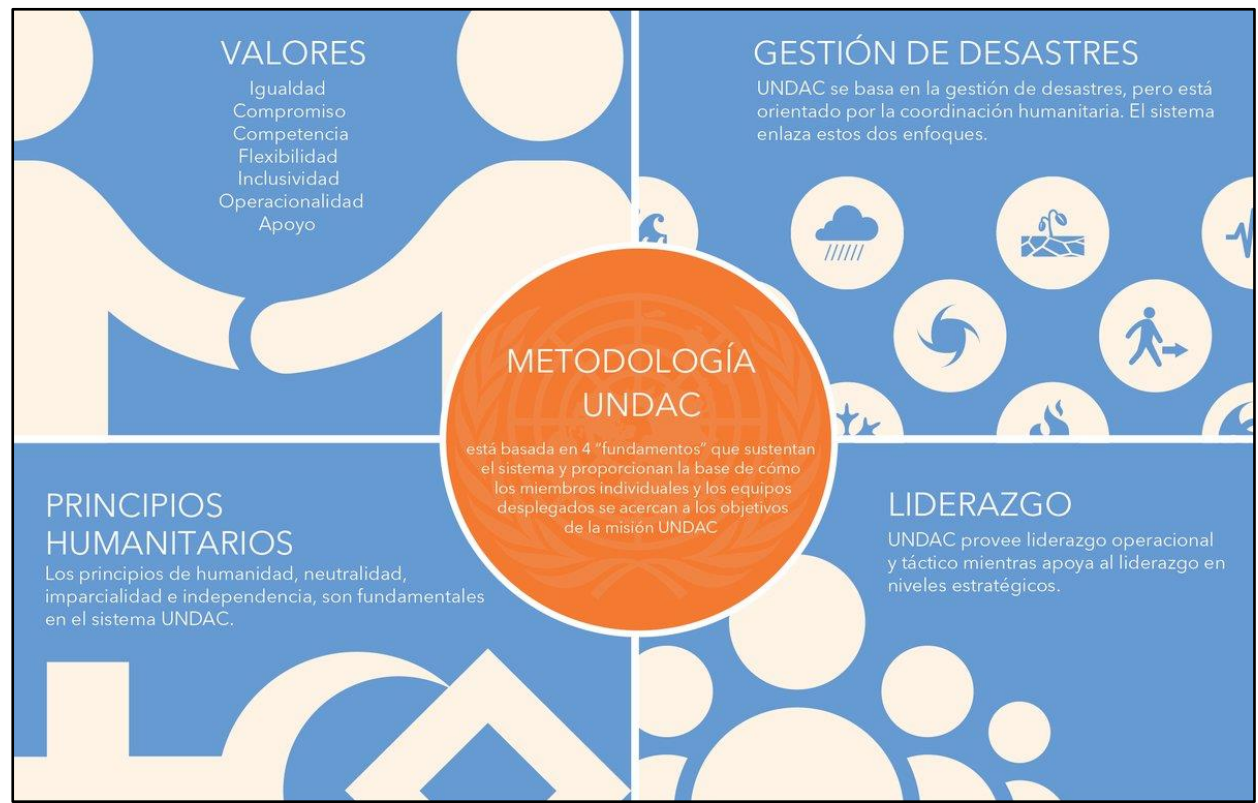 VALORES
Igualdad
Compromiso
Competencia
Flexibilidad
Inclusividad
Operacionalidad
Apoyo
GESTIÓN DE DESASTRES
UNDAC se basa en la gestión de desastres, pero está
orientado por la coordinación humanitaria. El sistema
enlaza estos dos enfoques.
METODOLOGÍA
UNDAC
está basada en 4 “fundamentos” que sustentan
el sistema y proporcionan la base de cómo
los miembros individuales y los equipos
desplegados se acercan a los objetivos
de la misión UNDAC
PRINCIPIOS
HUMANITARIOS
Los principios de humanidad, neutralidad,
imparcialidad e independencia, son fundamentales
en el sistema UNDAC.
LIDERAZGO
UNDAC provee liderazgo operacional
y táctico mientras apoya al liderazgo en
niveles estratégicos.